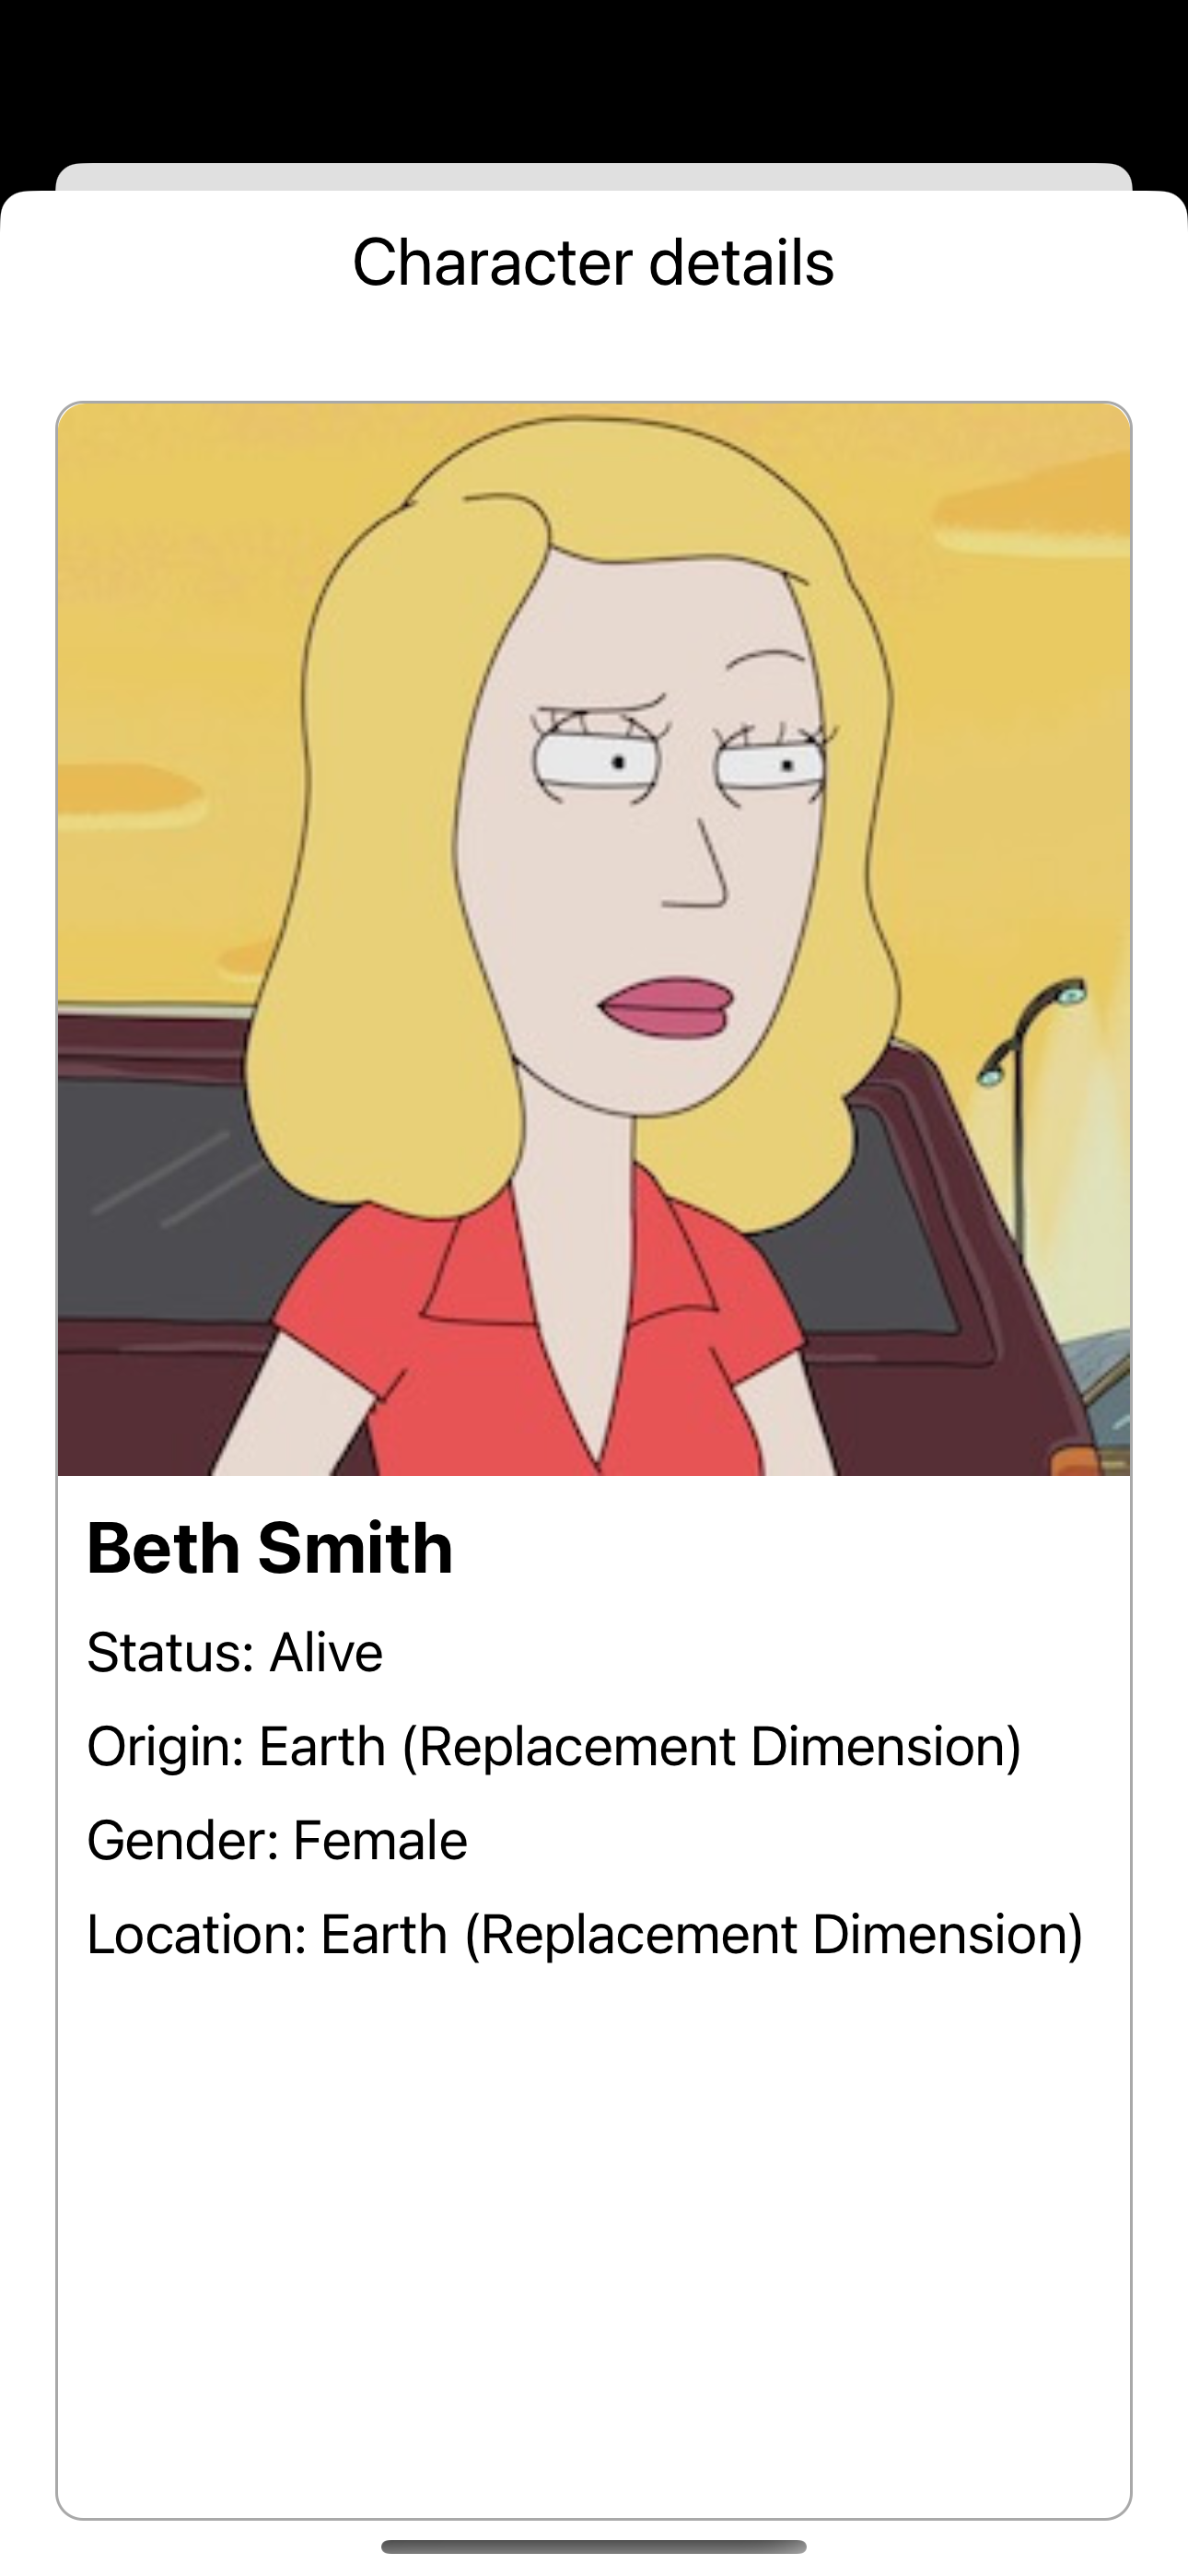 Character details
Beth Smith
Status: Alive
Origin: Earth (Replacement Dimension)
Gender: Female
Location: Earth (Replacement Dimension)